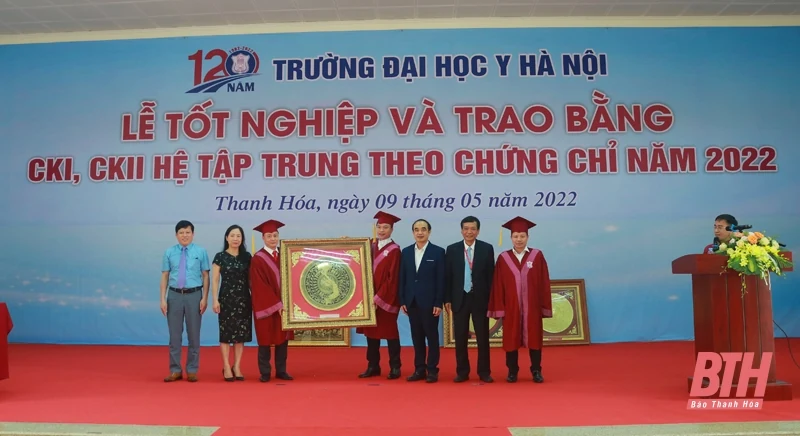 120
NĂM
TRƯỜNG ĐẠI HỌC Y HÀ NỘI
LỄ TỐT NGHIỆP VÀ TRAO BẰNG
CKI, CKII HỆ TẬP TRUNG THEO CHỨNG CHỈ NĂM 2022
Thanh Hóa, ngày 09 tháng 05 năm 2022
BTH
Báo Thanh Hóa